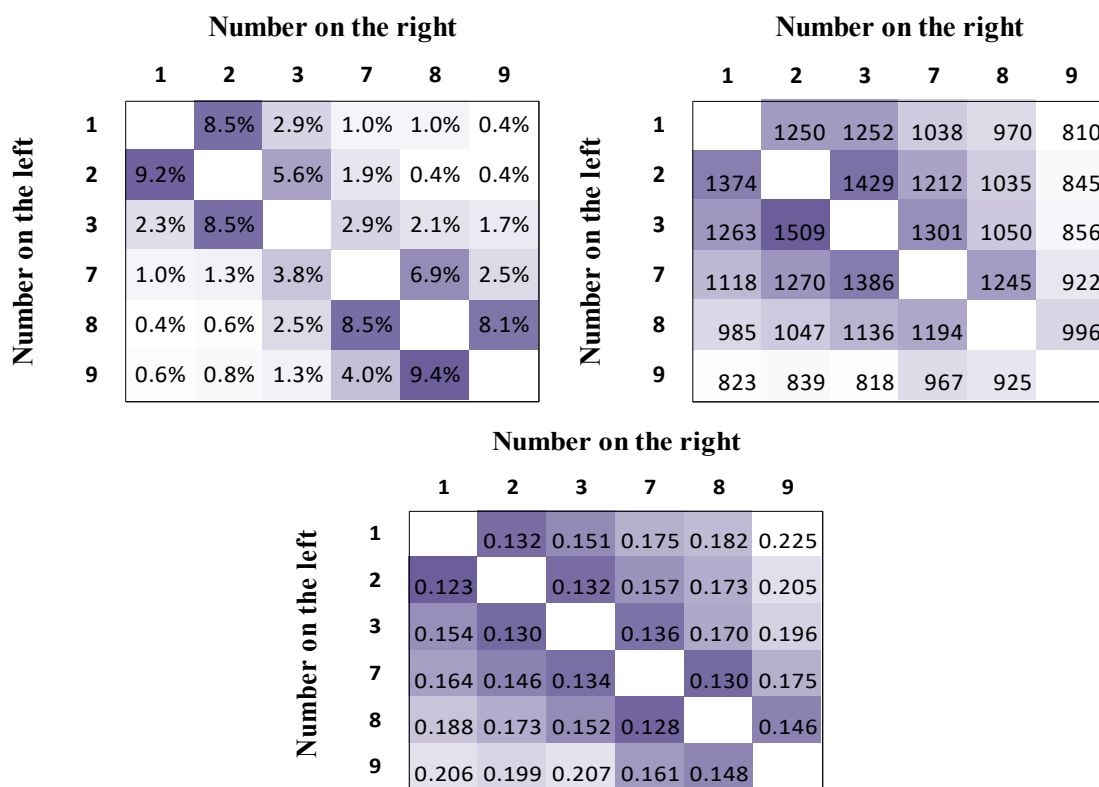 Number on the right
1 2 3 7 8 9
Number on the left
1 8.5% 2.9% 1.0% 1.0% 0.4%
2 9.2% 5.6% 1.9% 0.4% 0.4%
3 2.3% 8.5% 2.9% 2.1% 1.7%
7 1.0% 1.3% 3.8% 6.9% 2.5%
8 0.4% 0.6% 2.5% 8.5% 8.1%
9 0.6% 0.8% 1.3% 4.0% 9.4%
Number on the right
1 2 3 7 8 9
Number on the left
1 1250 1252 1038 970 810
2 1374 1429 1212 1035 845
3 1263 1509 1301 1050 856
7 1118 1270 1386 1245 922
8 985 1047 1136 1194 996
9 823 839 818 967 925
Number on the right
1 2 3 7 8 9
Number on the left
1 0.132 0.151 0.175 0.182 0.225
2 0.123 0.132 0.157 0.173 0.205
3 0.154 0.130 0.136 0.170 0.196
7 0.164 0.146 0.134 0.130 0.175
8 0.188 0.173 0.152 0.128 0.146
9 0.206 0.199 0.207 0.161 0.148